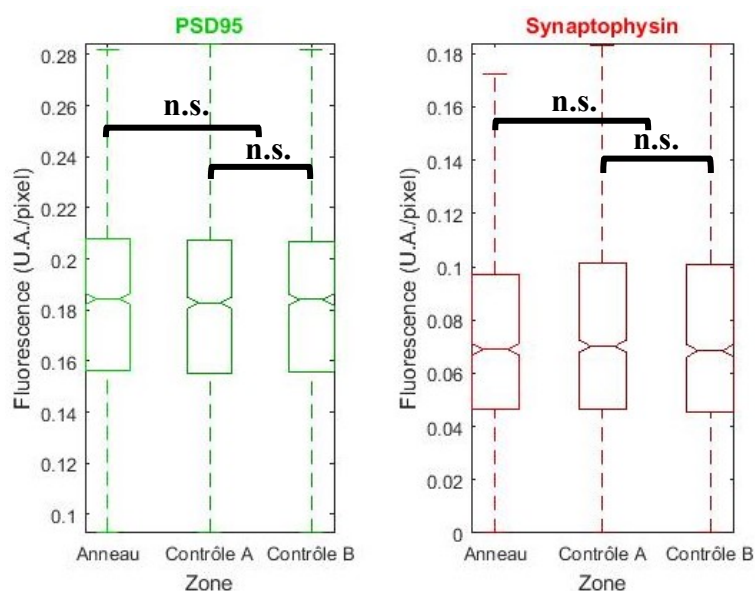 PSD95
n.s.
n.s.
0.28
0.26
0.24
0.22
0.2
0.18
0.16
0.14
0.12
0.1
Fluorescence (U.A./pixel)
Anneau Contrôle A Contrôle B
Zone
Synaptophysin
n.s.
n.s.
0.18
0.16
0.14
0.12
0.1
0.08
0.06
0.04
0.02
0
Fluorescence (U.A./pixel)
Anneau Contrôle A Contrôle B
Zone